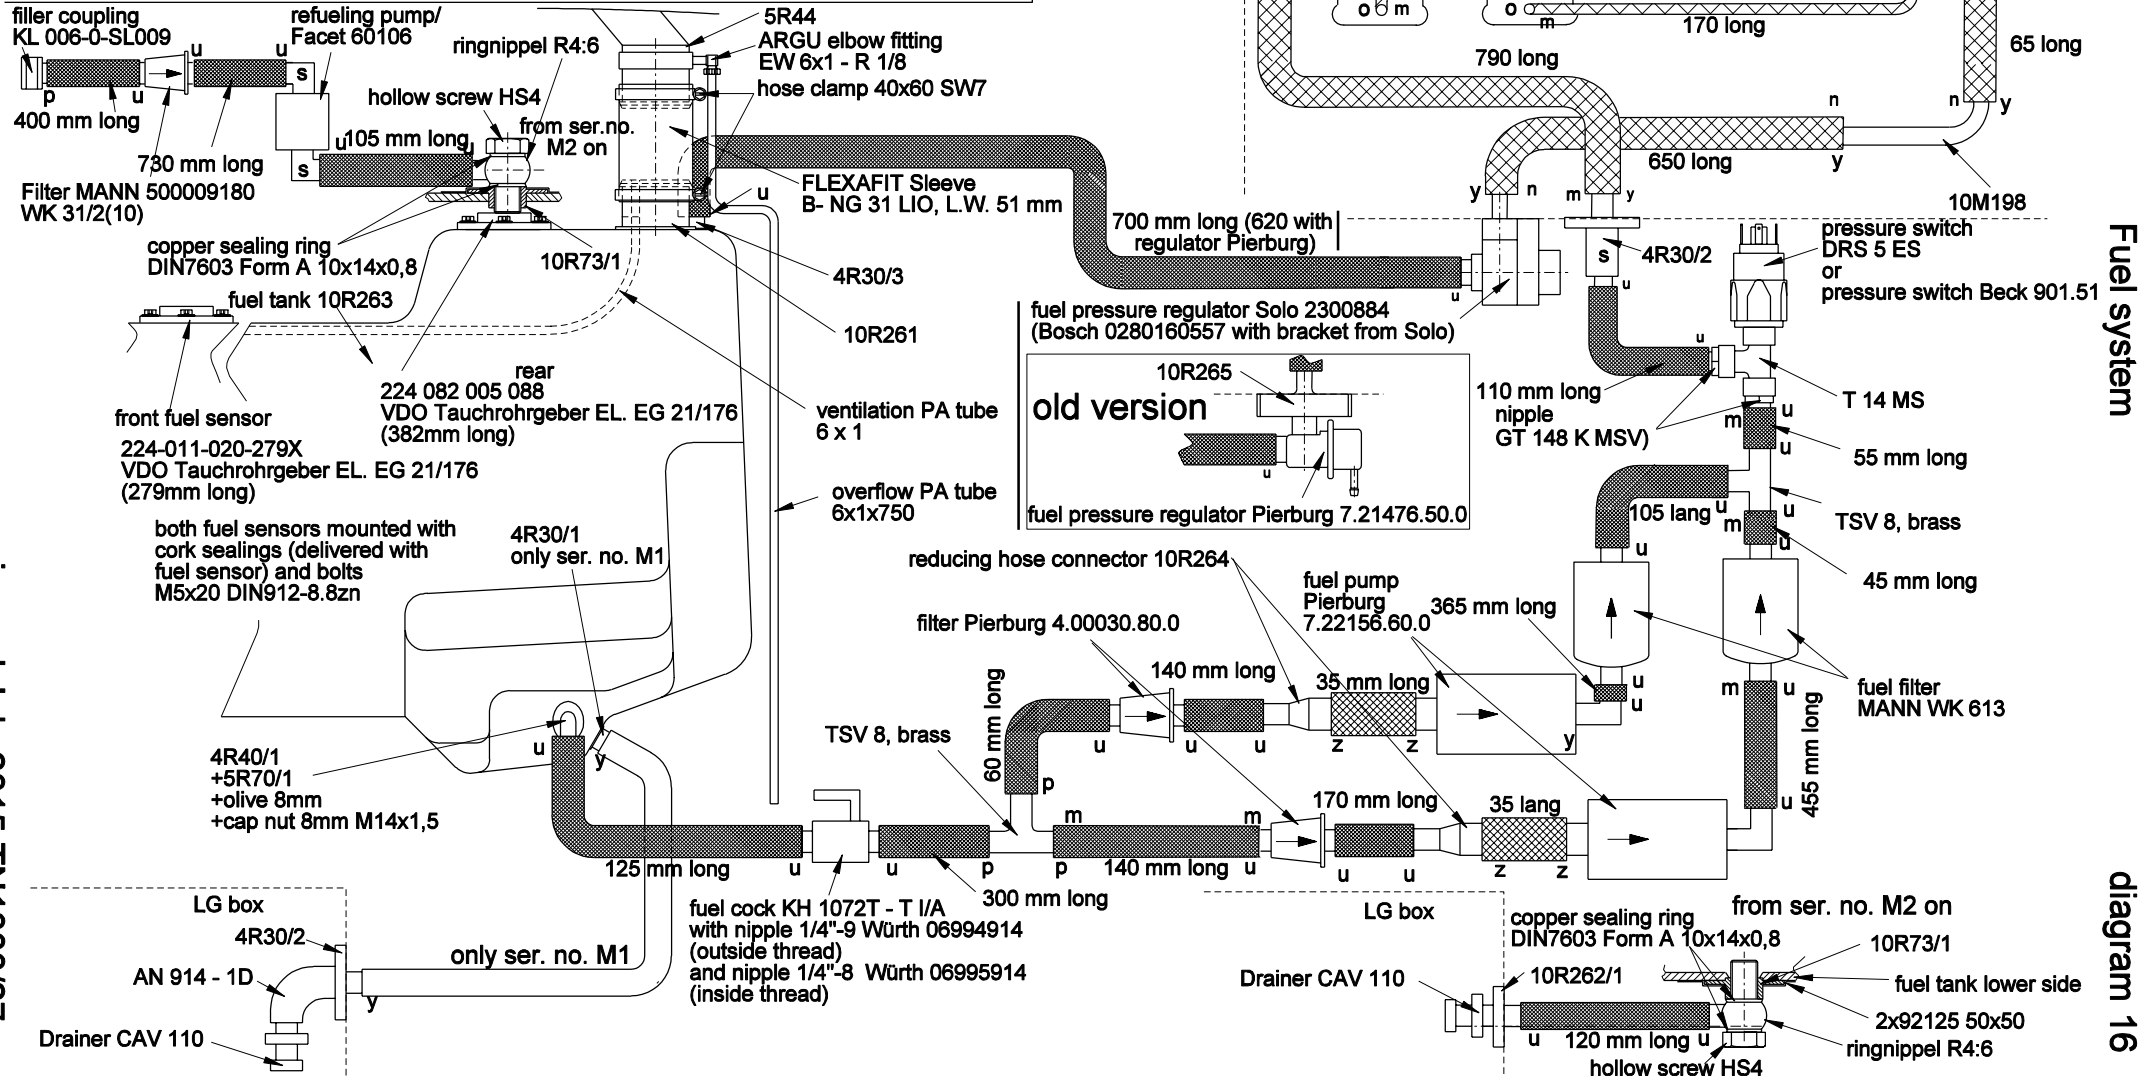 filler coupling
KL 006-0-SL009
refueling pump/
Facet 60106
ringnippel R4:6
5R44
ARGU elbow fitting
EW 6x1 - R 1/8
hose clamp 40x60 SW7
o m
o
m
170 long
790 long
65 long
u
u
s
p
u
400 mm long
hollow screw HS4
from ser.no.
M2 on
u
105 mm long
u
s
730 mm long
Filter MANN 500009180
WK 31/2(10)
n
n
y
650 long
y
10M198
FLEXAFIT Sleeve
B- NG 31 LIO, L.W. 51 mm
u
y
n
m
y
copper sealing ring
DIN7603 Form A 10x14x0,8
10R73/1
4R30/3
700 mm long (620 with
regulator Pierburg)
s
4R30/2
u
u
pressure switch
DRS 5 ES
or
pressure switch Beck 901.51
fuel tank 10R263
10R261
fuel pressure regulator Solo 2300884
(Bosch 0280160557 with bracket from Solo)
u
Fuel system
rear
224 082 005 088
VDO Tauchrohrgeber EL. EG 21/176
(382mm long)
front fuel sensor
224-011-020-279X
VDO Tauchrohrgeber EL. EG 21/176
(279mm long)
ventilation PA tube
6 x 1
10R265
old version
u
fuel pressure regulator Pierburg 7.21476.50.0
110 mm long
nipple
GT 148 K MSV)
T 14 MS
m
u
u
55 mm long
overflow PA tube
6x1x750
105 lang
u
m
u
u
TSV 8, brass
u
45 mm long
both fuel sensors mounted with
cork sealings (delivered with
fuel sensor) and bolts
M5x20 DIN912-8.8zn
4R30/1
only ser. no. M1
reducing hose connector 10R264
fuel pump
Pierburg
7.22156.60.0
365 mm long
filter Pierburg 4.00030.80.0
140 mm long
35 mm long
60 mm long
u
u
u
z
z
y
u
u
m
u
fuel filter
MANN WK 613
455 mm long
u
TSV 8, brass
p
4R40/1
+5R70/1
+olive 8mm
+cap nut 8mm M14x1,5
u
y
m
m
170 mm long
35 lang
125 mm long
u
u
p
p
140 mm long
u
u
u
z
z
300 mm long
fuel cock KH 1072T - T I/A
with nipple 1/4"-9 Würth 06994914
(outside thread)
and nipple 1/4"-8 Würth 06995914
(inside thread)
LG box
4R30/2
AN 914 - 1D
only ser. no. M1
y
Drainer CAV 110
LG box
copper sealing ring
DIN7603 Form A 10x14x0,8
from ser. no. M2 on
10R73/1
Drainer CAV 110
10R262/1
fuel tank lower side
2x92125 50x50
u
120 mm long
u
ringnippel R4:6
hollow screw HS4
diagram 16